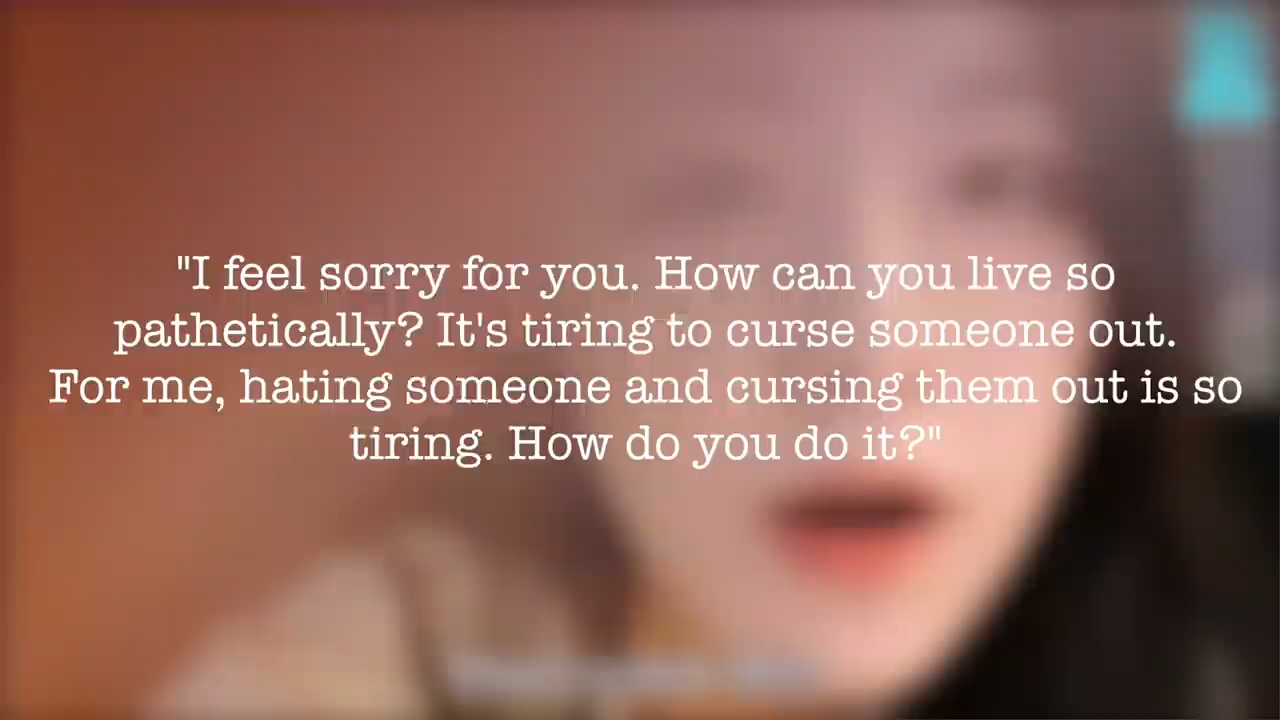 "I feel sorry for you. How can you live so
pathetically? It's tiring to curse someone out.
For me, hating someone and cursing them out is so
tiring. How do you do it?"